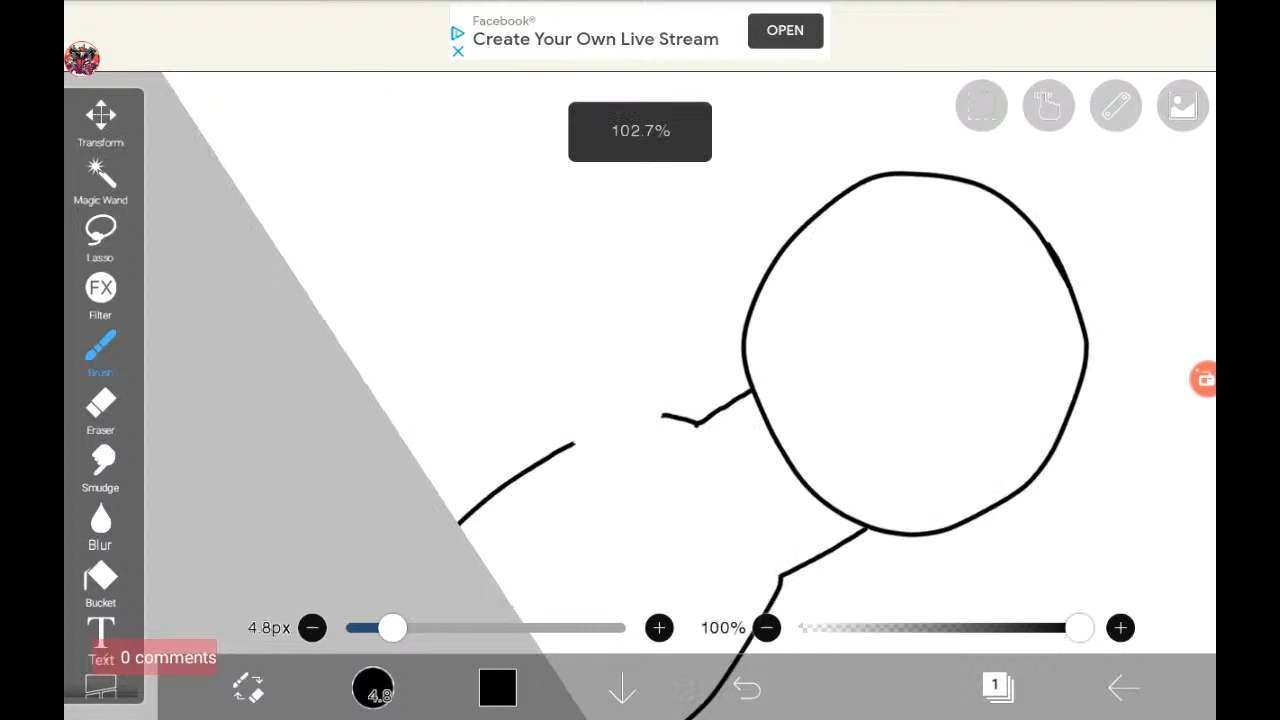 Facebook®
Create Your Own Live Stream
OPEN
102.7%
Transform
Magic Wand
Lasso
FX
Filter
Brush
Eraser
Smudge
Blur
Bucket
T
Text
0 comments
4.8px
100%
4.8
1